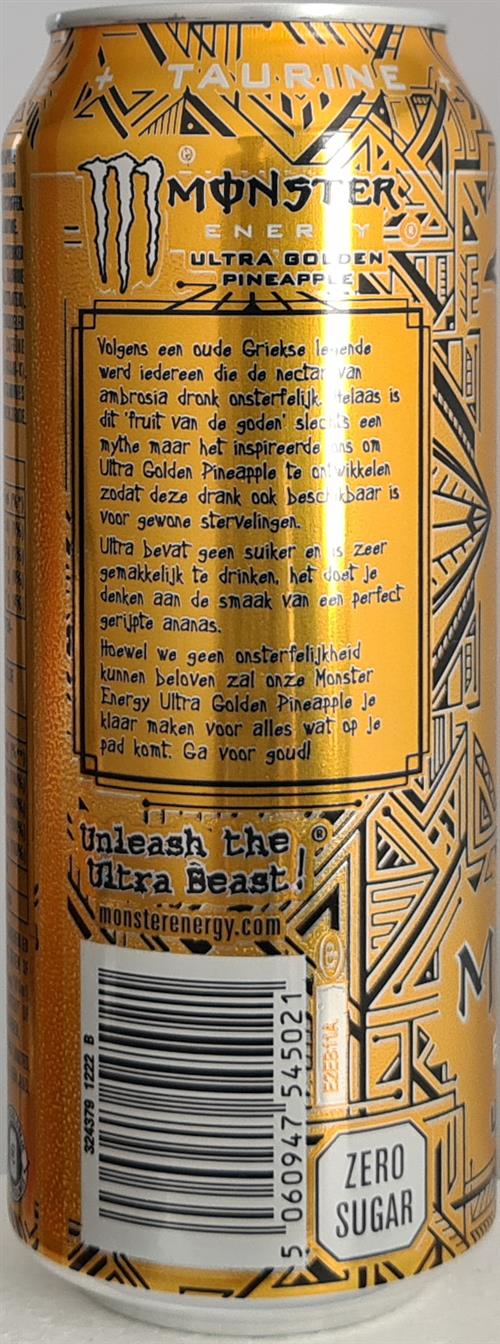 + TAURINE +
MONSTER
ENERGY
ULTRA GOLDEN
PINEAPPLE
Volgens een oude Griekse legende
werd iedereen die de nectar van
ambrosia dronk onsterfelijk. Helaas is
dit 'fruit van de goden' slechts een
mythe maar het inspireerde ons om
Ultra Golden Pineapple te ontwikkelen
zodat deze drank ook beschikbaar is
voor gewone stervelingen.
Ultra bevat geen suiker en is zeer
gemakkelijk te drinken, het doet je
denken aan de smaak van een perfect
gerijpte ananas.
Hoewel we geen onsterfelijkheid
kunnen beloven zal onze Monster
Energy Ultra Golden Pineapple je
klaar maken voor alles wat op je
pad komt. Ga voor goud!
Unleash the
Ultra Beast!®
monsterenergy.com
324379 1222 B
5 060947 545021
E2EB11A
ZERO
SUGAR